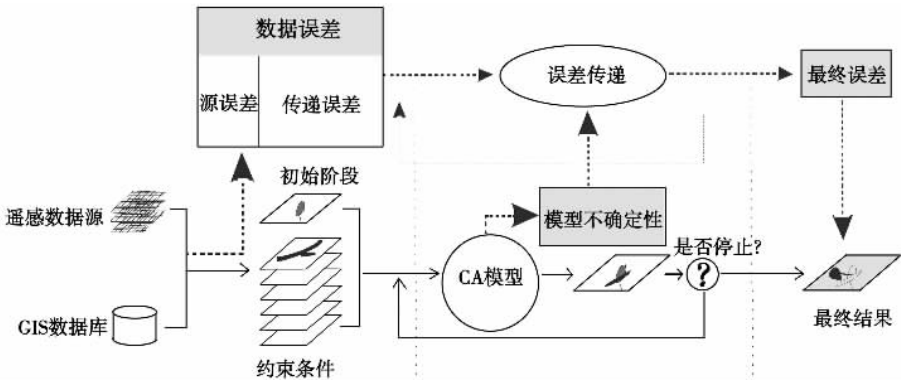 数据误差
源误差
传递误差
误差传递
最终误差
初始阶段
遥感数据源
模型不确定性
是否停止?
CA模型
?
GIS数据库
约束条件
最终结果